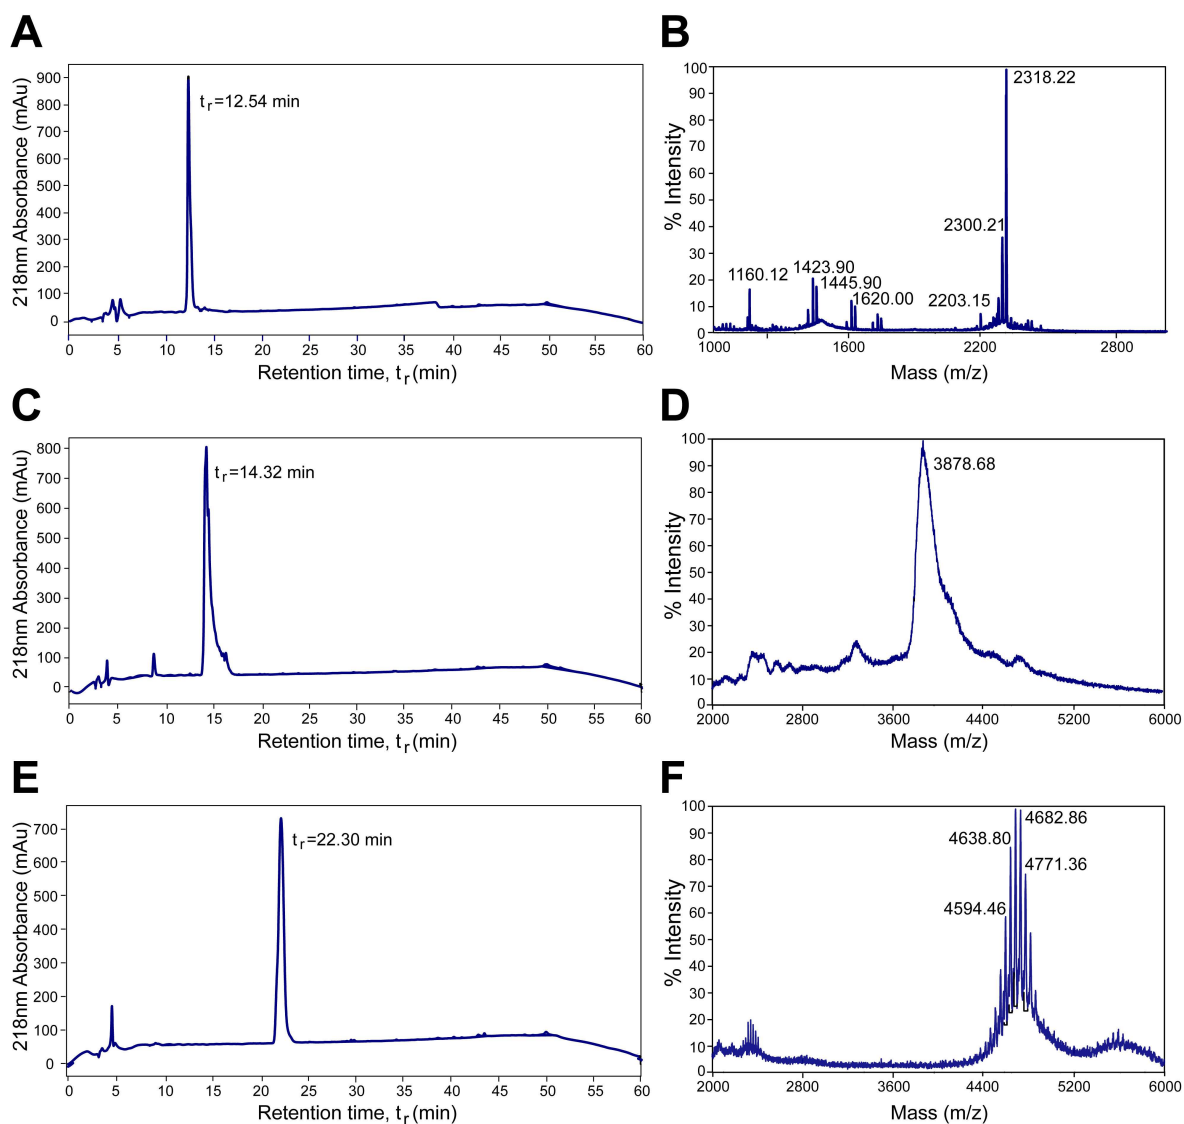 A
218nm Absorbance (mAu)
900
800
700
600
500
400
300
200
100
0
tr=12.54 min
0 5 10 15 20 25 30 35 40 45 50 55 60
Retention time, tr(min)
B
% Intensity
100
90
80
70
60
50
40
30
20
10
0
2318.22
2300.21
1160.12
1423.90
1445.90
1620.00
2203.15
1000 1600 2200 2800
Mass (m/z)
C
218nm Absorbance (mAu)
800
700
600
500
400
300
200
100
0
tr=14.32 min
0 5 10 15 20 25 30 35 40 45 50 55 60
Retention time, tr(min)
D
% Intensity
100
90
80
70
60
50
40
30
20
10
0
3878.68
2000 2800 3600 4400 5200 6000
Mass (m/z)
E
218nm Absorbance (mAu)
700
600
500
400
300
200
100
0
tr=22.30 min
0 5 10 15 20 25 30 35 40 45 50 55 60
Retention time, tr(min)
F
% Intensity
100
90
80
70
60
50
40
30
20
10
0
4682.86
4638.80
4771.36
4594.46
2000 2800 3600 4400 5200 6000
Mass (m/z)